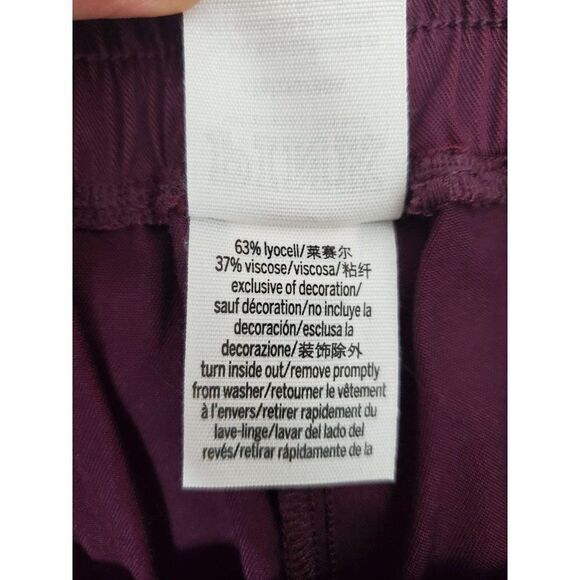 63% lyocell/莱赛尔
37% viscose/viscosa/粘纤
exclusive of decoration/
sauf décoration/no incluye la
decoración/esclusa la
decorazione/装饰除外
turn inside out/remove promptly
from washer/retourner le vêtement
à l'envers/retirer rapidement du
lave-linge/lavar del lado del
revés/retirar rápidamente de la